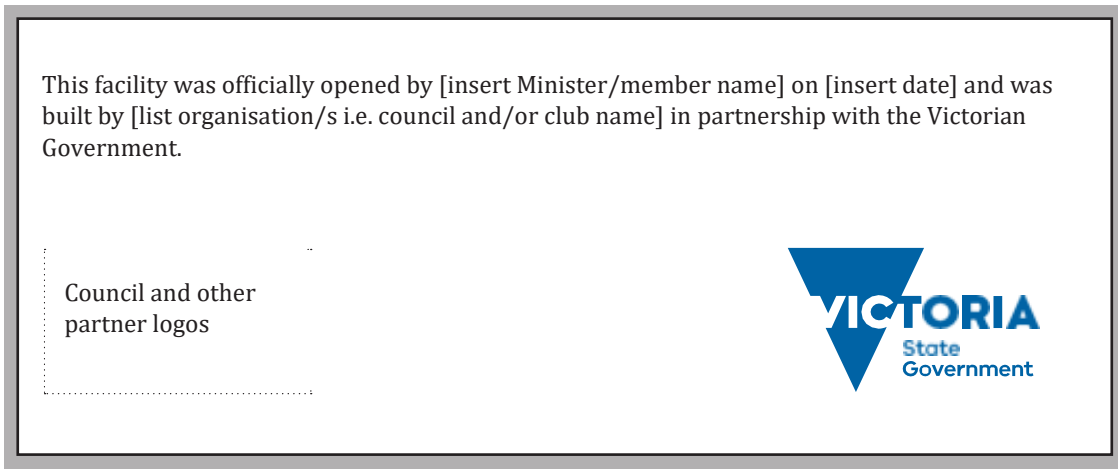 This facility was officially opened by [insert Minister/member name] on [insert date] and was
built by [list organisation/s i.e. council and/or club name] in partnership with the Victorian
Government.
Council and other
partner logos
VICTORIA
State
Government